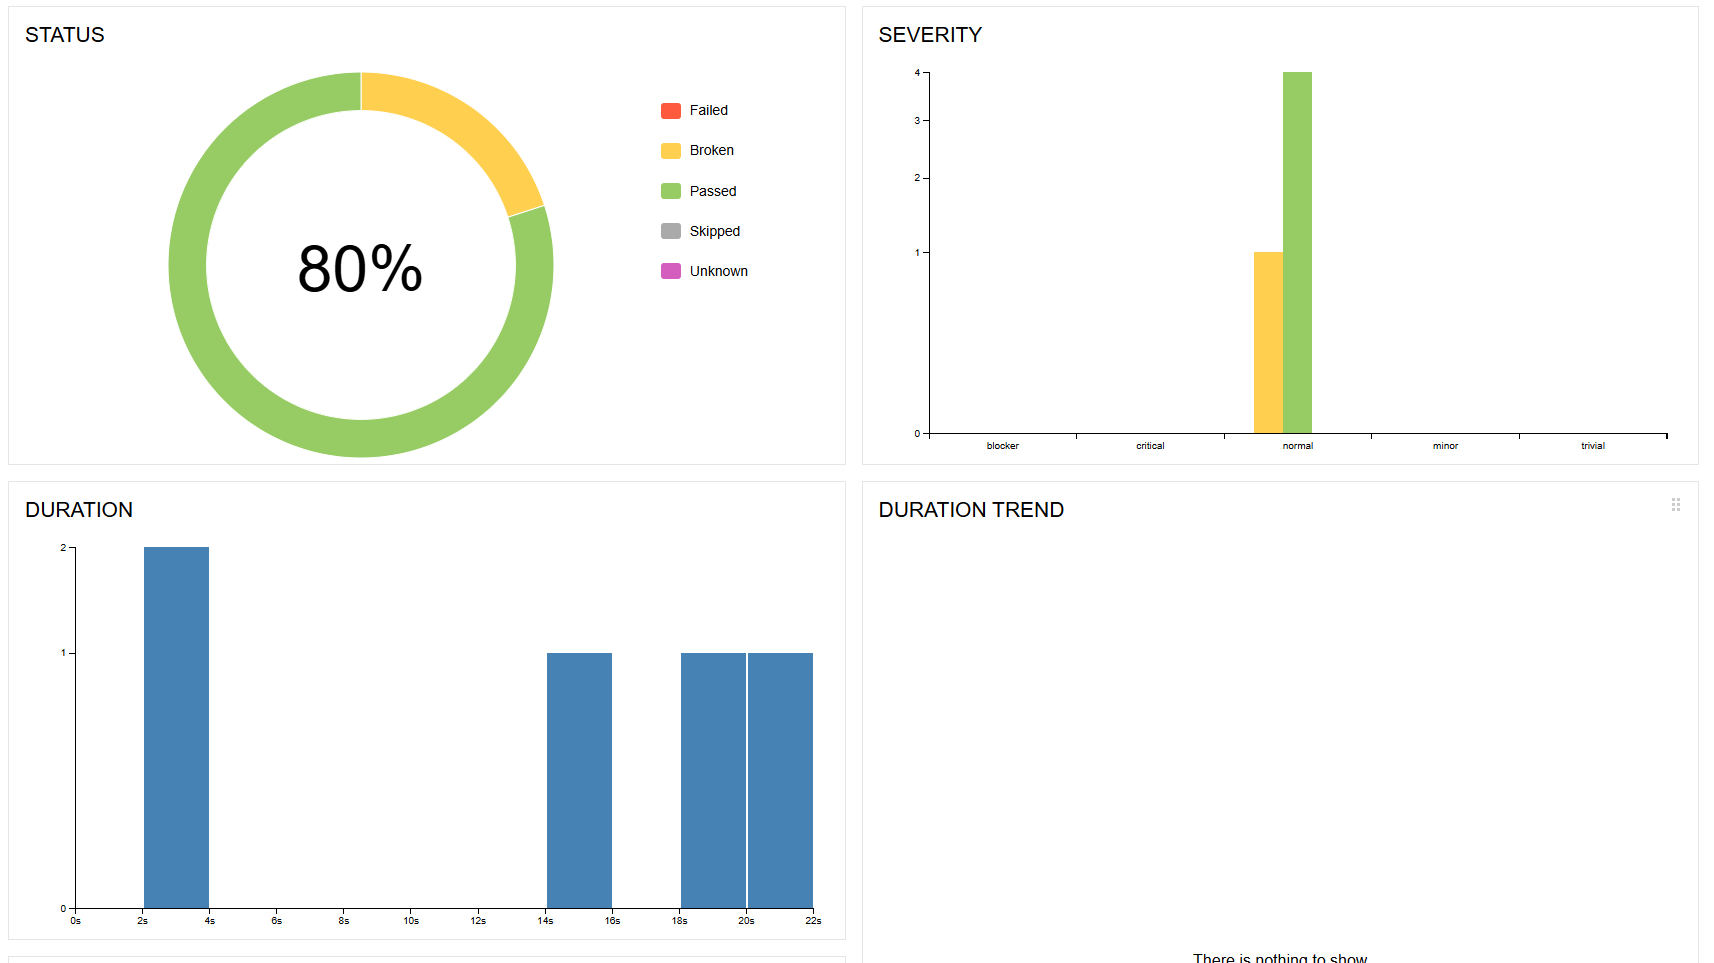 STATUS
80%
Failed
Broken
Passed
Skipped
Unknown
SEVERITY
4
3
2
1
0
blocker critical normal minor trivial
DURATION
2
1
0
0s 2s 4s 6s 8s 10s 12s 14s 16s 18s 20s 22s
DURATION TREND
There is nothing to show